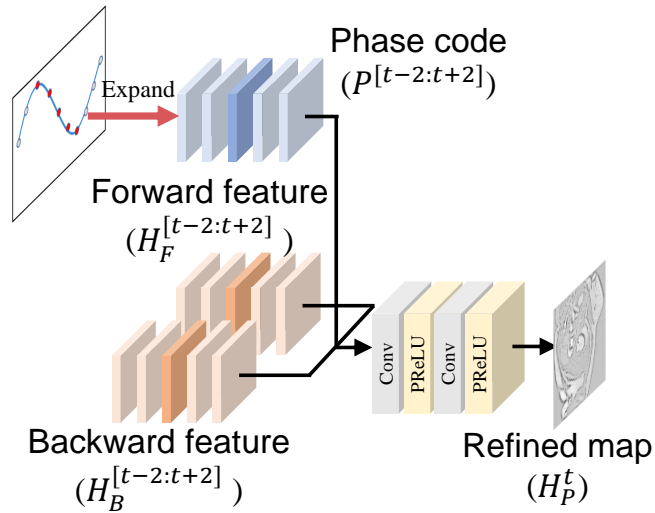 Expand
Phase code
(P^{[t-2:t+2]})
Forward feature
(H_F^{[t-2:t+2]} )
Conv
PReLU
Conv
PReLU
Backward feature
(H_B^{[t-2:t+2]} )
Refined map
(H_P^t)